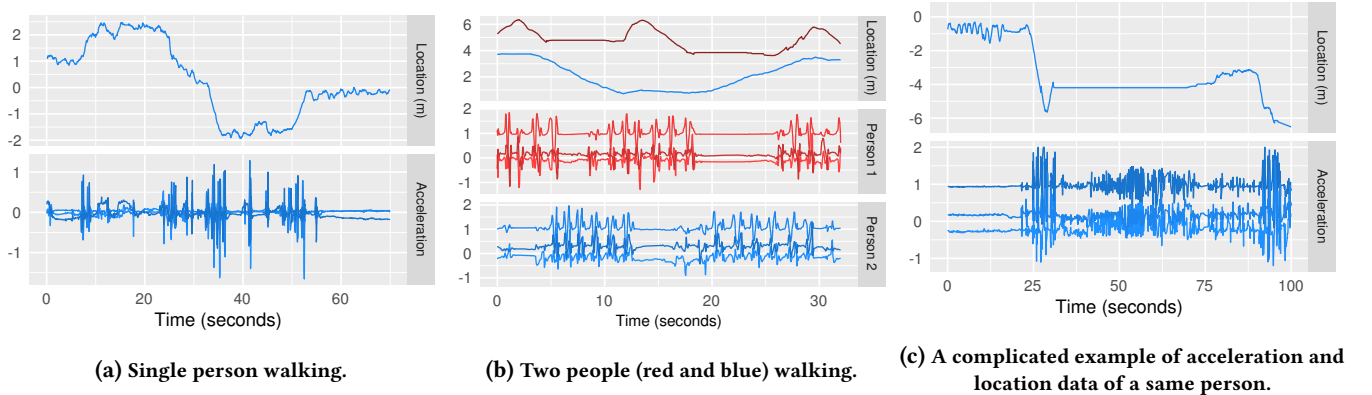 2
1
0
-1
-2
Location (m)
1
0
-1
Acceleration
0
20
40
60
Time (seconds)
(a) Single person walking.
6
4
2
Location (m)
2
1
0
-1
Person 1
2
1
0
-1
Person 2
0
10
20
30
Time (seconds)
(b) Two people (red and blue) walking.
0
-2
-4
-6
Location (m)
2
1
0
-1
Acceleration
0
25
50
75
100
Time (seconds)
(c) A complicated example of acceleration and
location data of a same person.